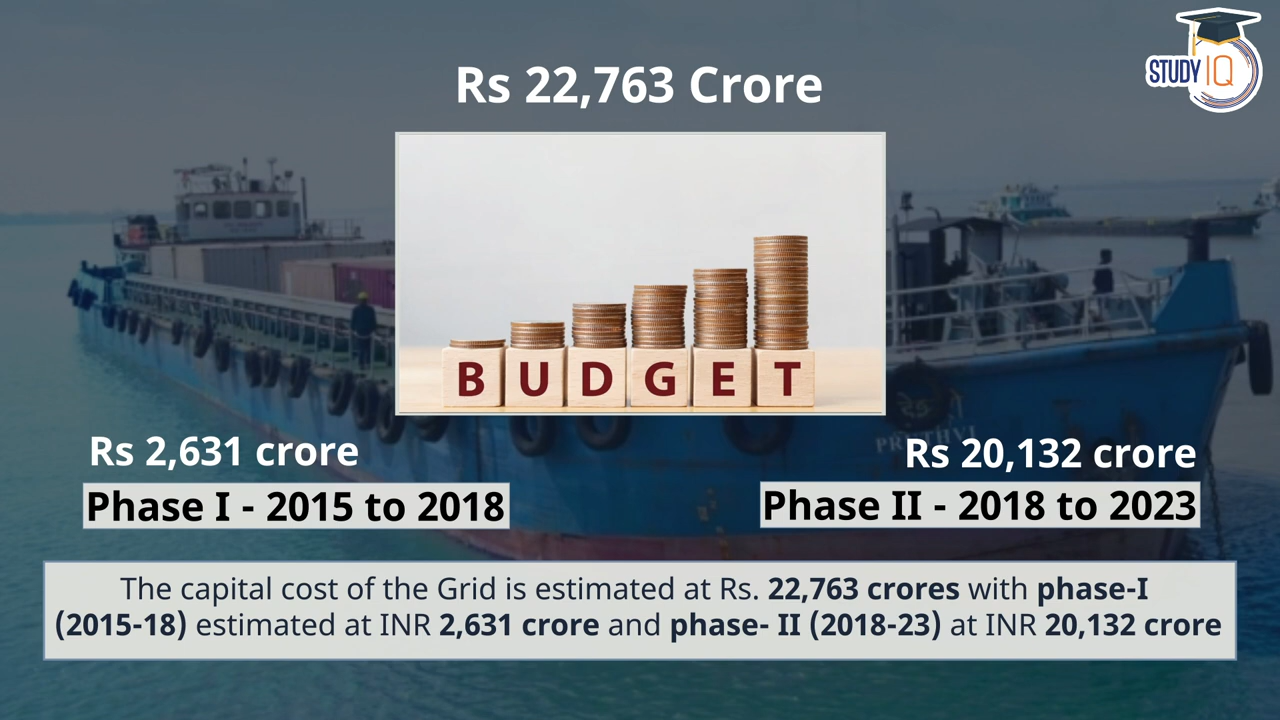 STUDY IQ
Rs 22,763 Crore
BUDGET
Rs 2,631 crore
Rs 20,132 crore
Phase I - 2015 to 2018
Phase II - 2018 to 2023
The capital cost of the Grid is estimated at Rs. 22,763 crores with phase-I
(2015-18) estimated at INR 2,631 crore and phase- II (2018-23) at INR 20,132 crore